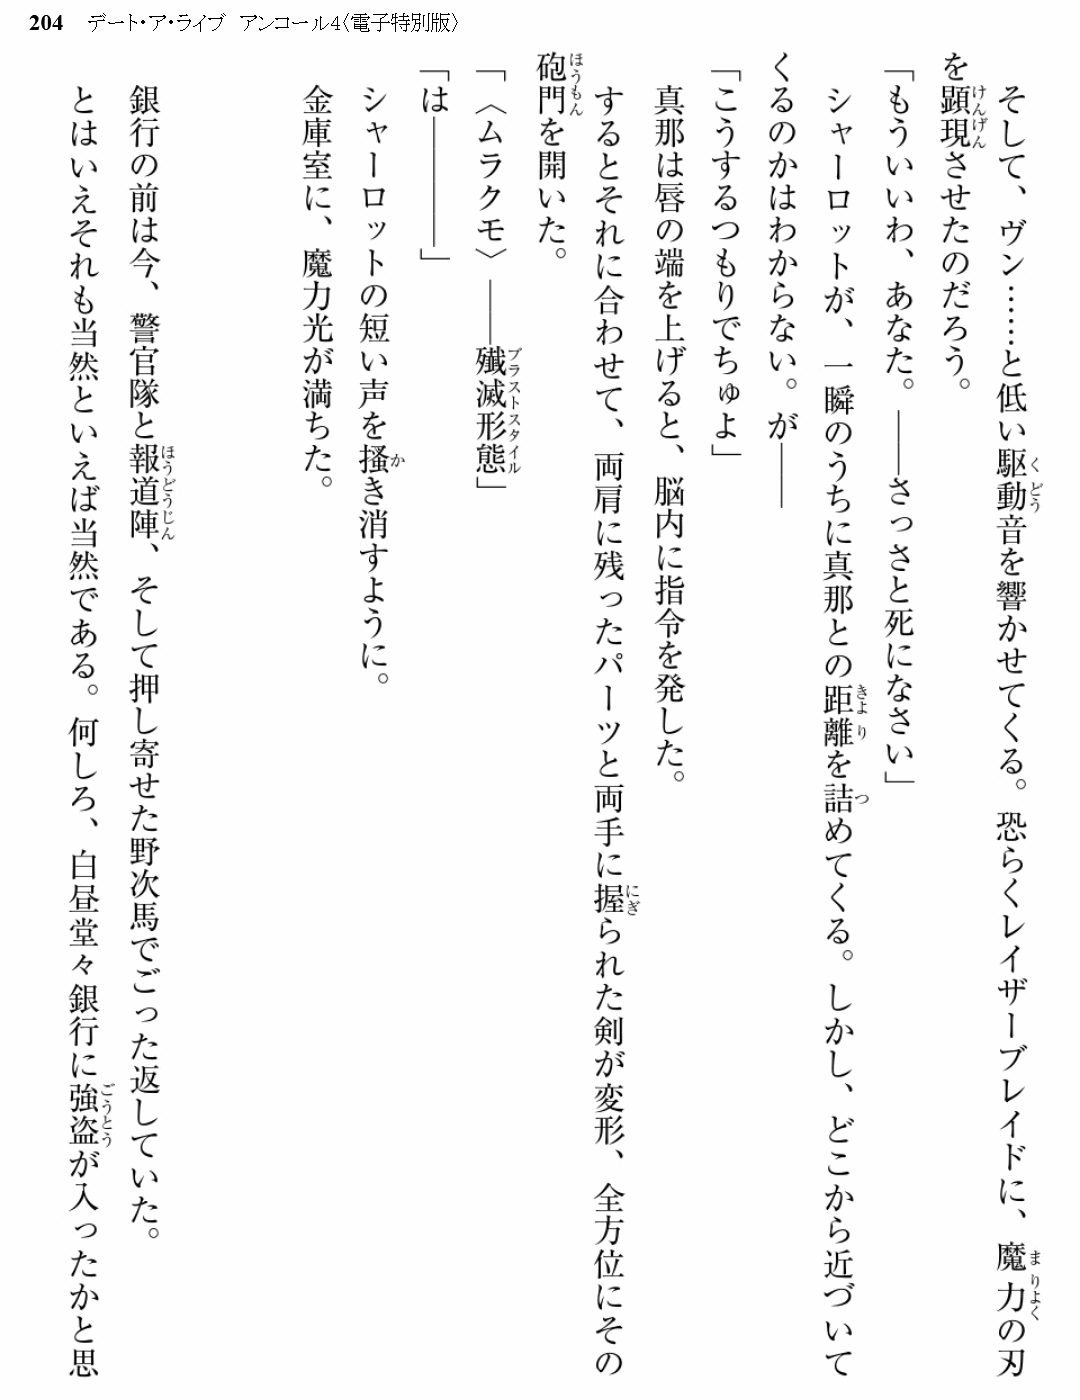 204 デート・ア・ライブ アンコール4〈電子特別版〉
そして、ヴン……と低い駆動音を響かせてくる。恐らくレイザーブレイドに、魔力の刃
を顕現させたのだろう。
「もういいわ、あなた。――さっさと死になさい」
シャーロットが、一瞬のうちに真那との距離を詰めてくる。しかし、どこから近づいて
くるのかはわからない。が――
「こうするつもりでちゅよ」
真那は唇の端を上げると、脳内に指令を発した。
するとそれに合わせて、両肩に残ったパーツと両手に握られた剣が変形、全方位にその
砲門を開いた。
「〈ムラクモ〉――殲滅形態」
「は――――」
シャーロットの短い声を掻き消すように。
金庫室に、魔力光が満ちた。
銀行の前は今、警官隊と報道陣、そして押し寄せた野次馬でごった返していた。
とはいえそれも当然といえば当然である。何しろ、白昼堂々銀行に強盗が入ったかと思